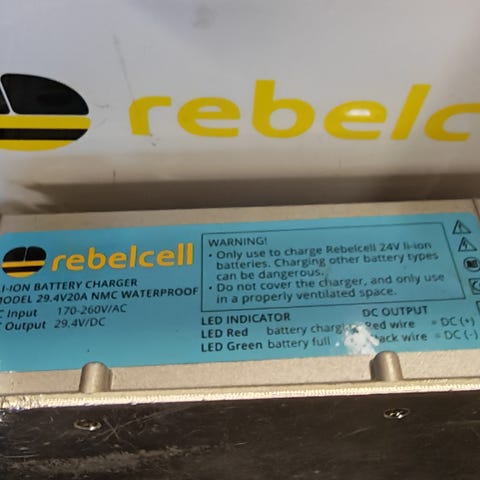 rebelc
rebelcell
LI-ION BATTERY CHARGER
MODEL 29.4V20A NMC WATERPROOF
C Input 170-260V/AC
C Output 29.4V/DC
WARNING!
• Only use to charge Rebelcell 24V li-ion
batteries. Charging other battery types
can be dangerous.
• Do not cover the charger, and only use
in a properly ventilated space.
LED INDICATOR
LED Red battery chargi
LED Green battery full
DC OUTPUT
Red wire = DC (+)
ack wire = DC (-)